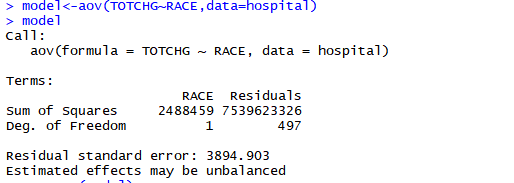 > model<-aov(TOTCHG~RACE,data=hospital)
> model
Call:
   aov(formula = TOTCHG ~ RACE, data = hospital)

Terms:
                      RACE  Residuals
Sum of Squares     2488459 7539623326
Deg. of Freedom          1        497

Residual standard error: 3894.903
Estimated effects may be unbalanced